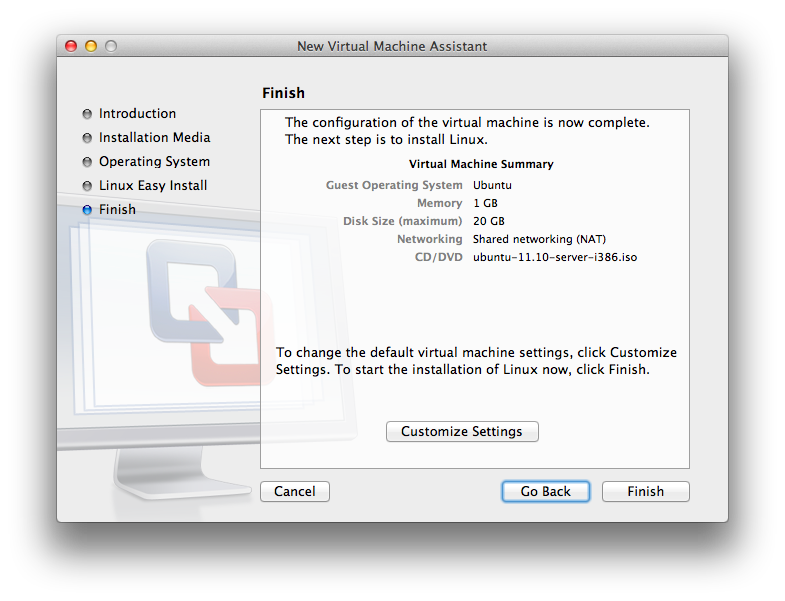 New Virtual Machine Assistant
Introduction
Installation Media
Operating System
Linux Easy Install
Finish
Finish
The configuration of the virtual machine is now complete.
The next step is to install Linux.
Virtual Machine Summary
Guest Operating System Ubuntu
Memory 1 GB
Disk Size (maximum) 20 GB
Networking Shared networking (NAT)
CD/DVD ubuntu-11.10-server-i386.iso
To change the default virtual machine settings, click Customize
Settings. To start the installation of Linux now, click Finish.
Customize Settings
Cancel Go Back Finish